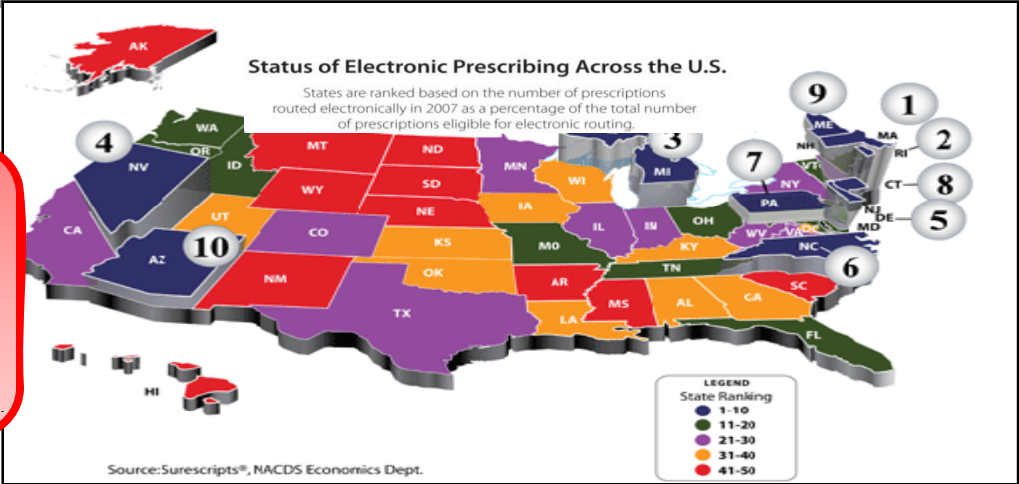 AK
Status of Electronic Prescribing Across the U.S.
States are ranked based on the number of prescriptions
routed electronically in 2007 as a percentage of the total number
of prescriptions eligible for electronic routing.
9
1
4
3
2
WA
ME
MA
NH
RI
OR
ID
MT
ND
MN
7
VT
NV
WI
MI
NY
CT
8
WY
SD
PA
UT
NE
IA
NJ
DE
5
CA
CO
IL
IN
OH
WV
VA
DC
MD
10
KS
MO
KY
NC
AZ
6
NM
OK
TN
AR
SC
TX
MS
AL
GA
LA
FL
HI
LEGEND
State Ranking
1-10
11-20
21-30
31-40
41-50
Source:Surescripts®, NACDS Economics Dept.